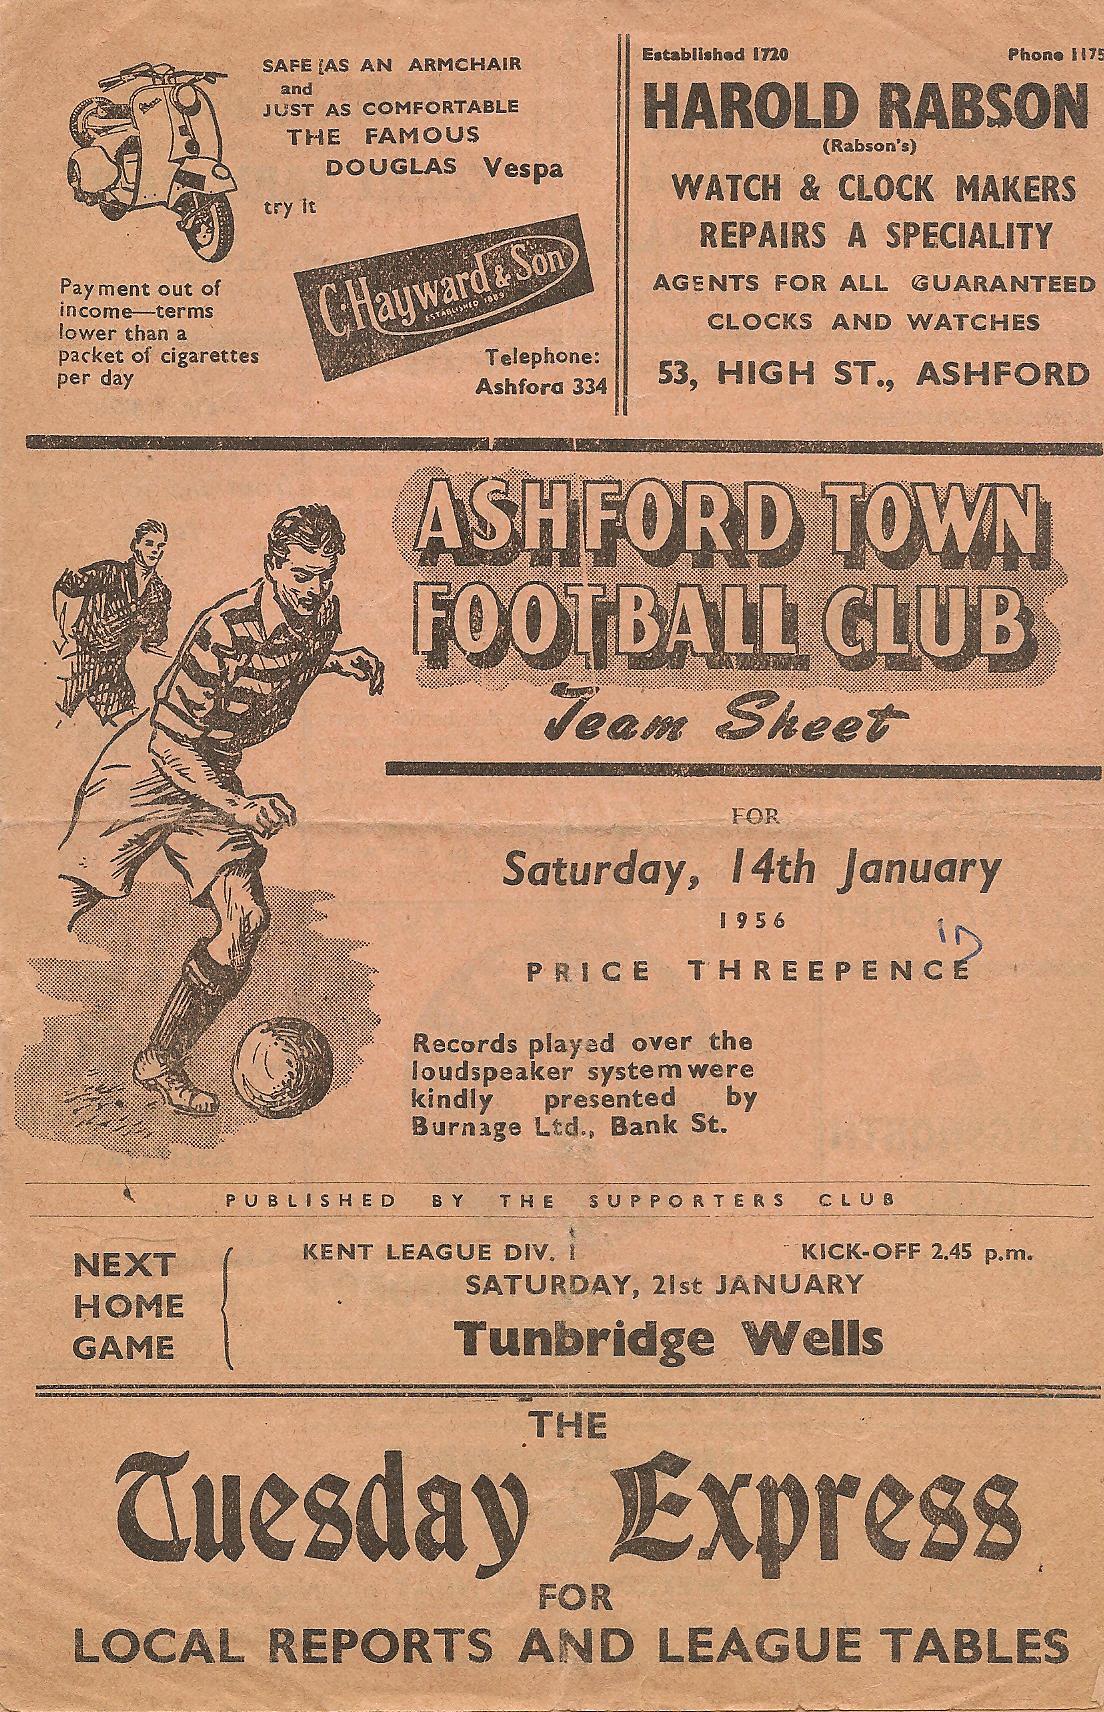 SAFE AS AN ARMCHAIR
and
JUST AS COMFORTABLE
THE FAMOUS
DOUGLAS Vespa
try it
Vespa
Payment out of
income—terms
lower than a
packet of cigarettes
per day
C. Hayward & Son
Telephone:
Ashford 334
Established 1720 Phone 1175
HAROLD RABSON
(Rabson's)
WATCH & CLOCK MAKERS
REPAIRS A SPECIALITY
AGENTS FOR ALL GUARANTEED
CLOCKS AND WATCHES
53, HIGH ST., ASHFORD
ASHFORD TOWN
FOOTBALL CLUB
Team Sheet
FOR
Saturday, 14th January
1956
1D
PRICE THREEPENCE
Records played over the
loudspeaker system were
kindly presented by
Burnage Ltd., Bank St.
PUBLISHED BY THE SUPPORTERS CLUB
NEXT
HOME
GAME
KENT LEAGUE DIV. 1 KICK-OFF 2.45 p.m.
SATURDAY, 21st JANUARY
Tunbridge Wells
THE
Tuesday Express
FOR
LOCAL REPORTS AND LEAGUE TABLES